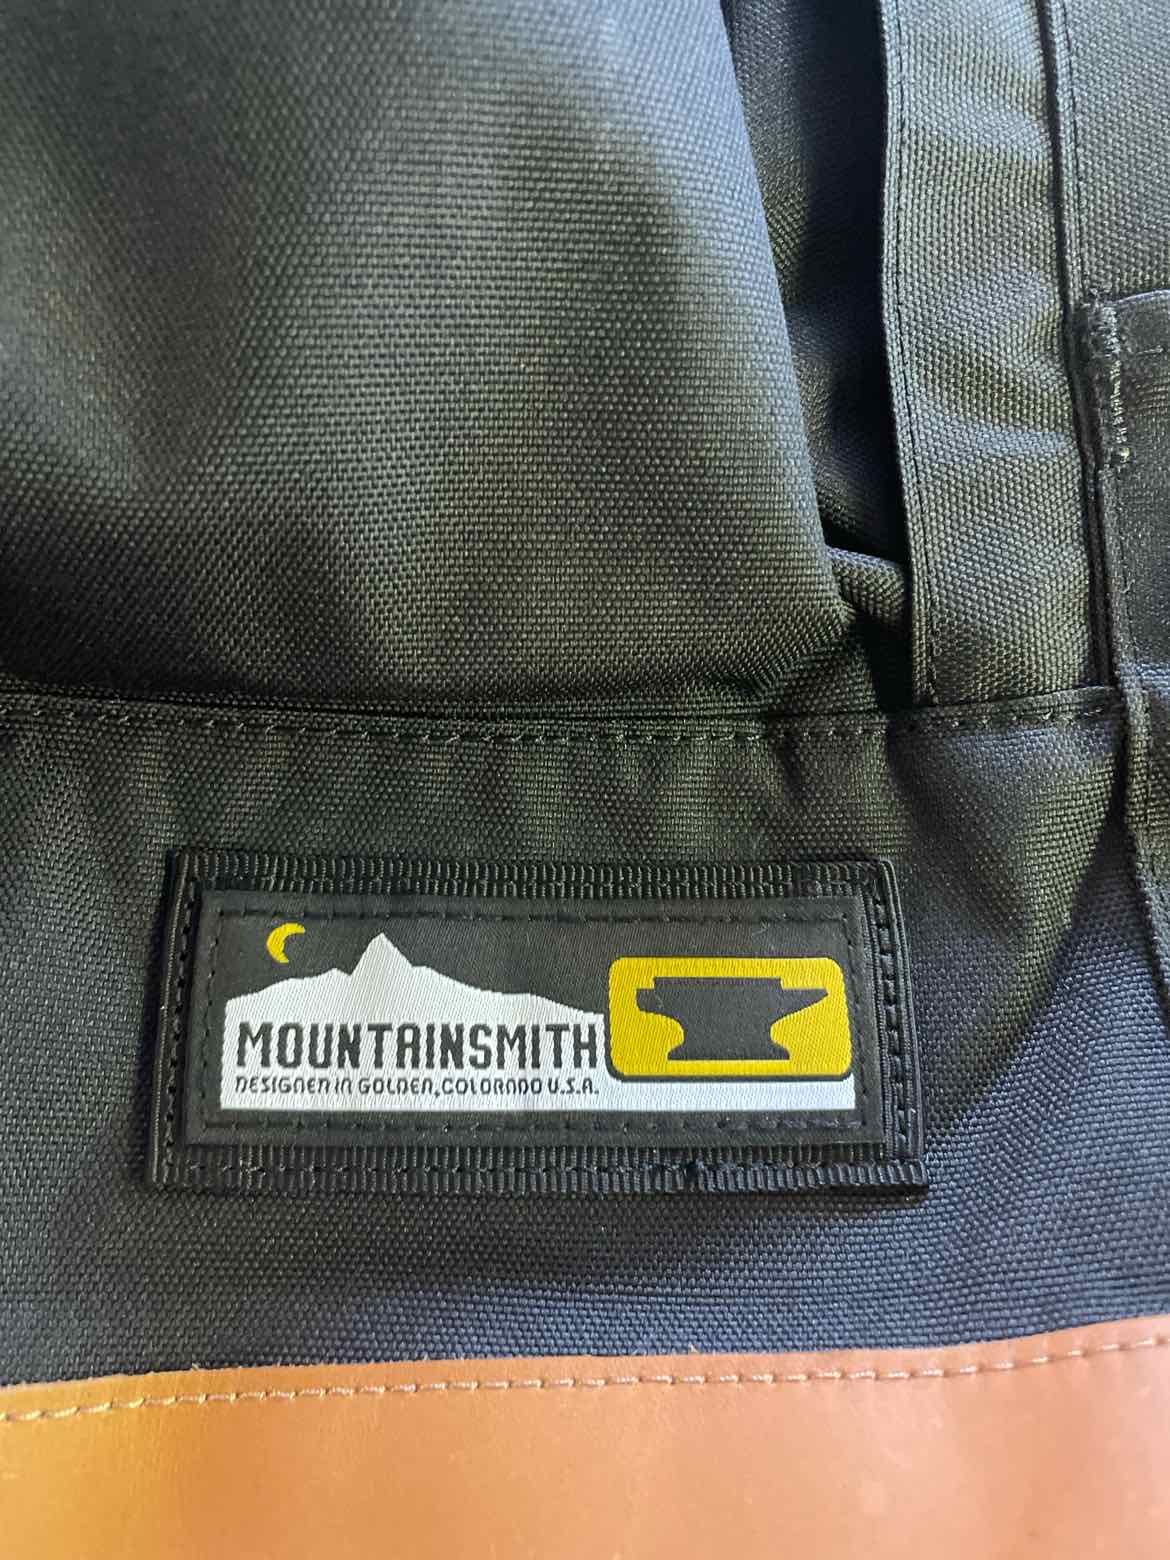 MOUNTAINSMITH
DESIGNED IN GOLDEN, COLORADO U.S.A.